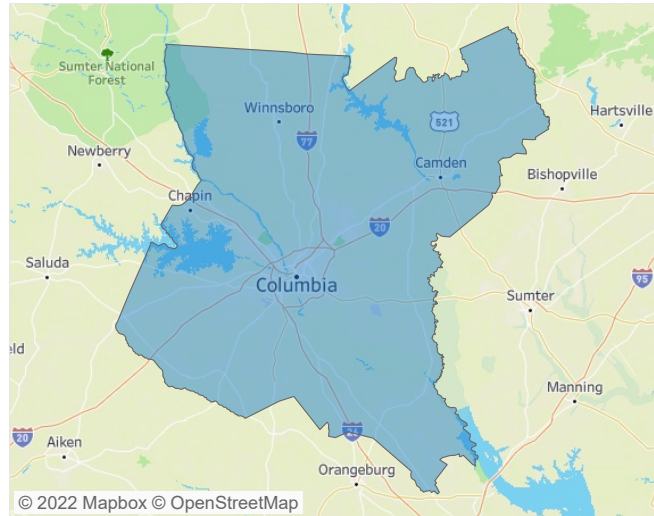 Sumter National
Forest
Winnsboro
Hartsville
77
521
Newberry
Camden
Bishopville
Chapin
20
Saluda
95
Columbia
Sumter
eld
Manning
20
Aiken
26
Orangeburg
© 2022 Mapbox © OpenStreetMap